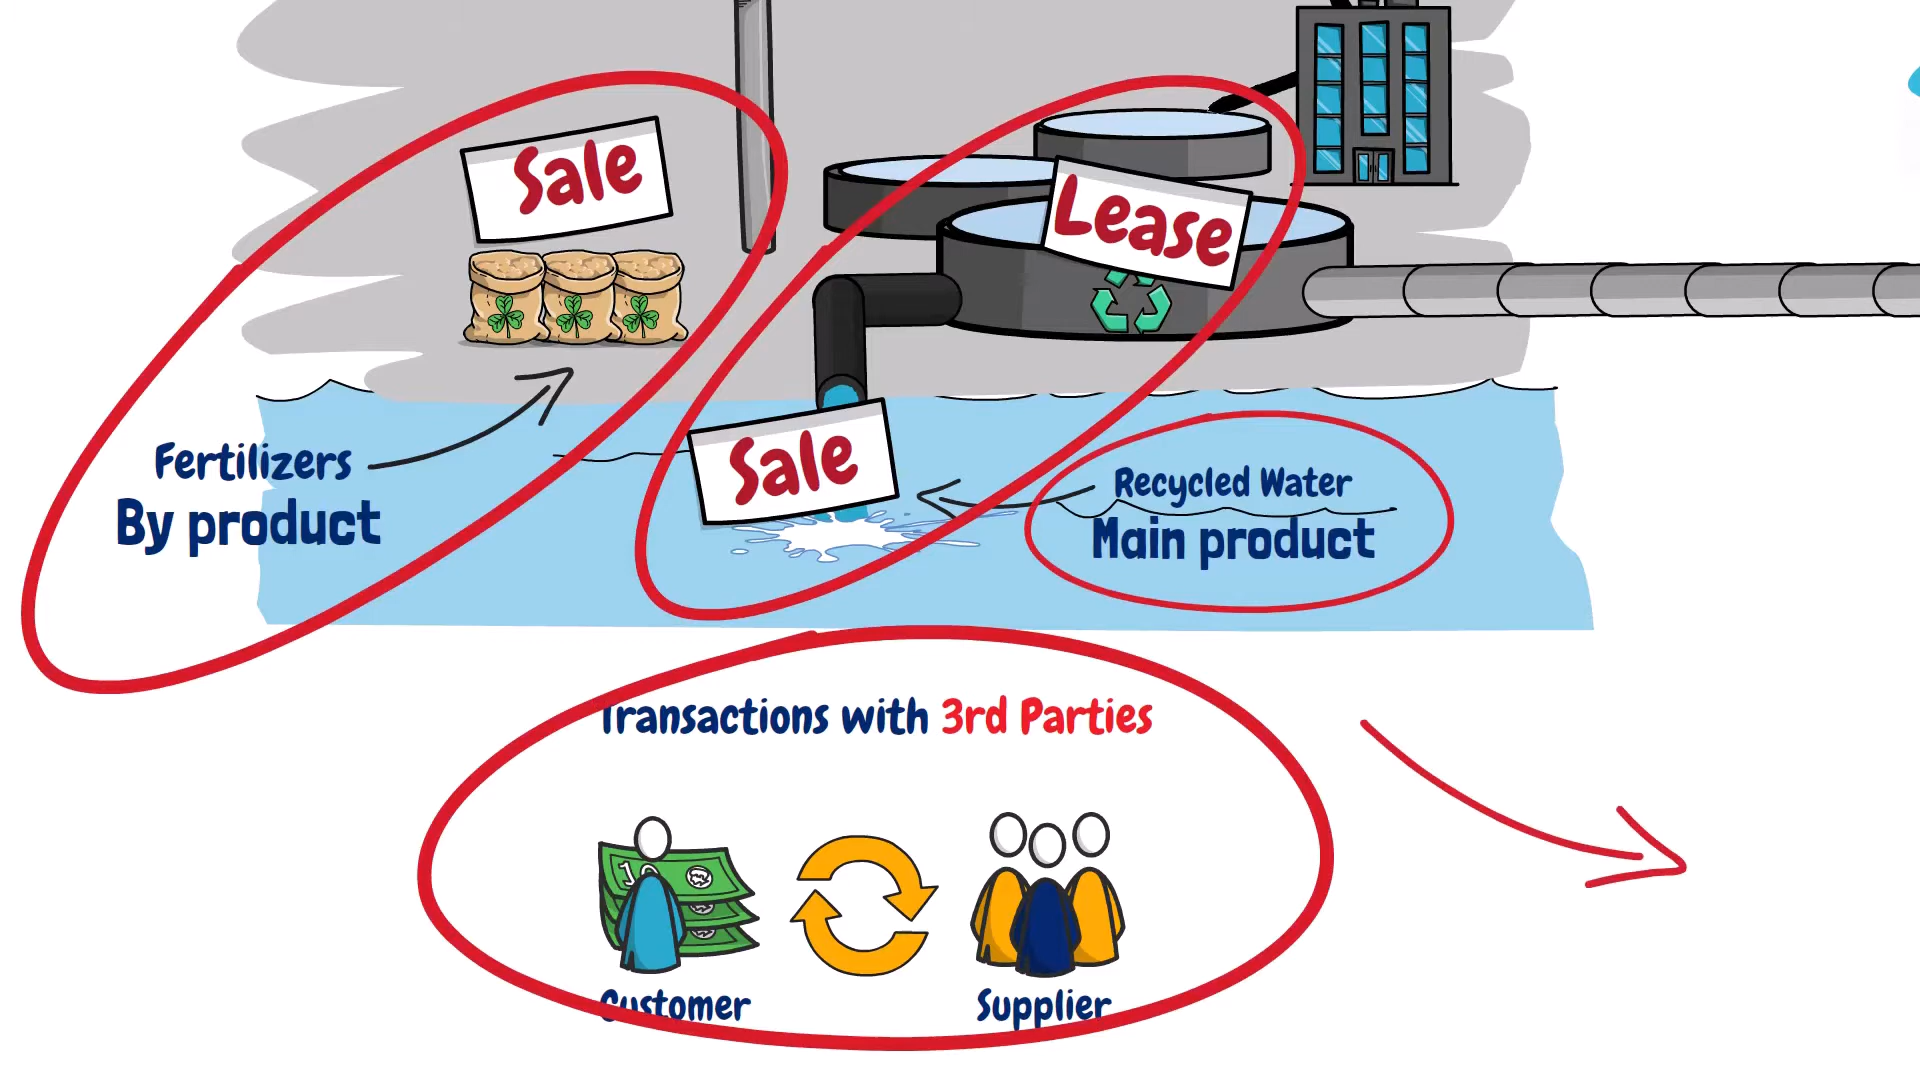 Sale
Lease
Sale
Fertilizers
By product
Recycled Water
Main product
Transactions with 3rd Parties
Customer
Supplier